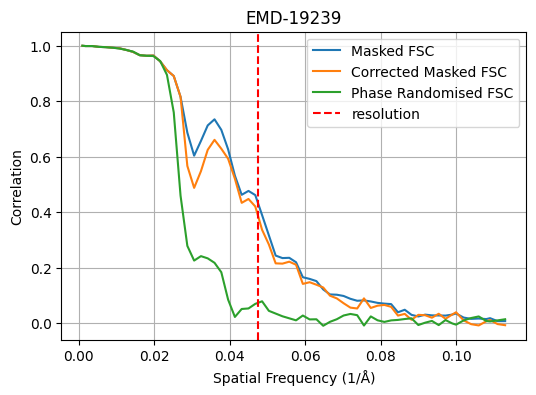 EMD-19239
Masked FSC
Corrected Masked FSC
Phase Randomised FSC
resolution
Correlation
1.0
0.8
0.6
0.4
0.2
0.0
0.00 0.02 0.04 0.06 0.08 0.10
Spatial Frequency (1/Å)